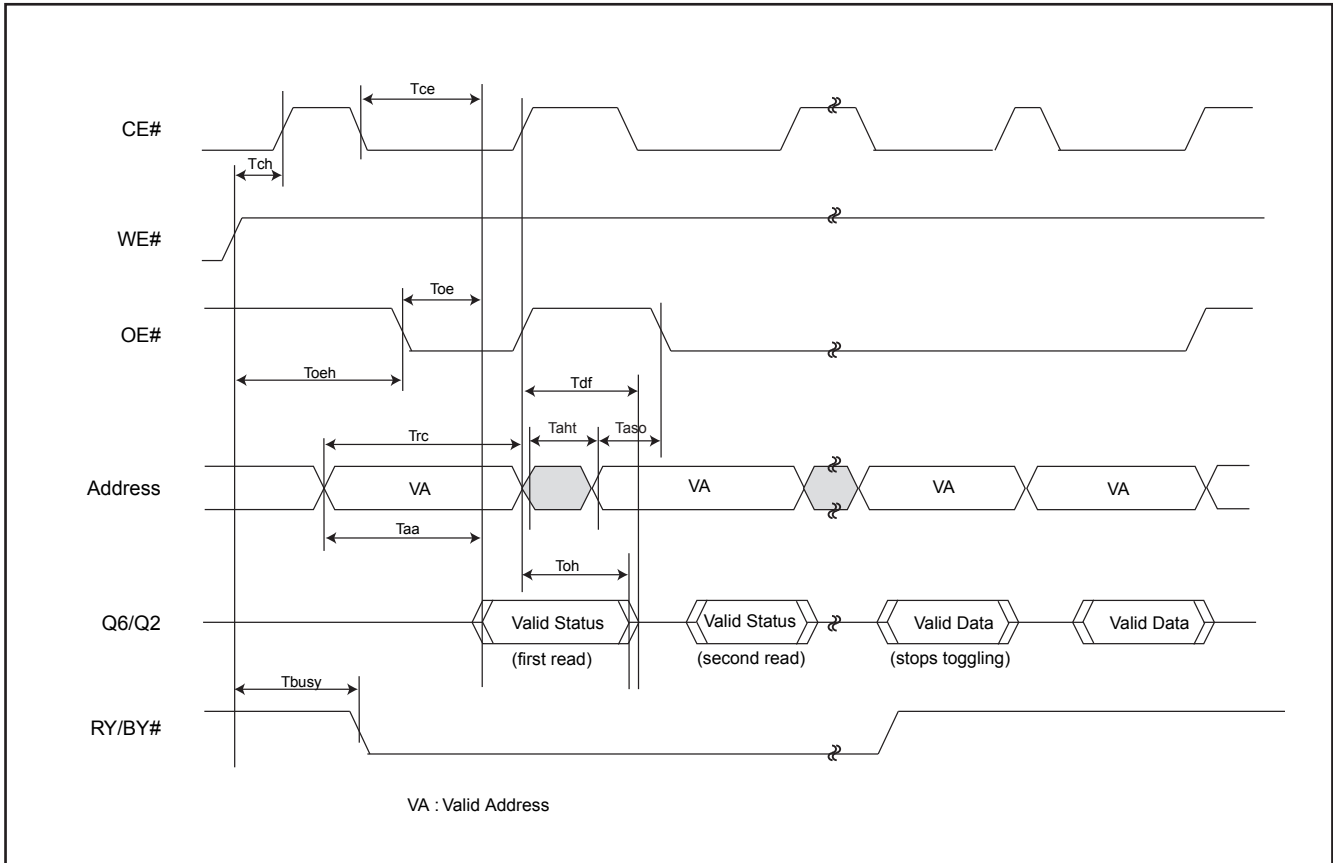 Tce
CE#
Tch
WE#
Toe
OE#
Toeh
Tdf
Trc
Taht
Taso
Address
VA
VA
VA
VA
Taa
Toh
Q6/Q2
Valid Status
Valid Status
Valid Data
Valid Data
(first read)
(second read)
(stops toggling)
Tbusy
RY/BY#
VA : Valid Address